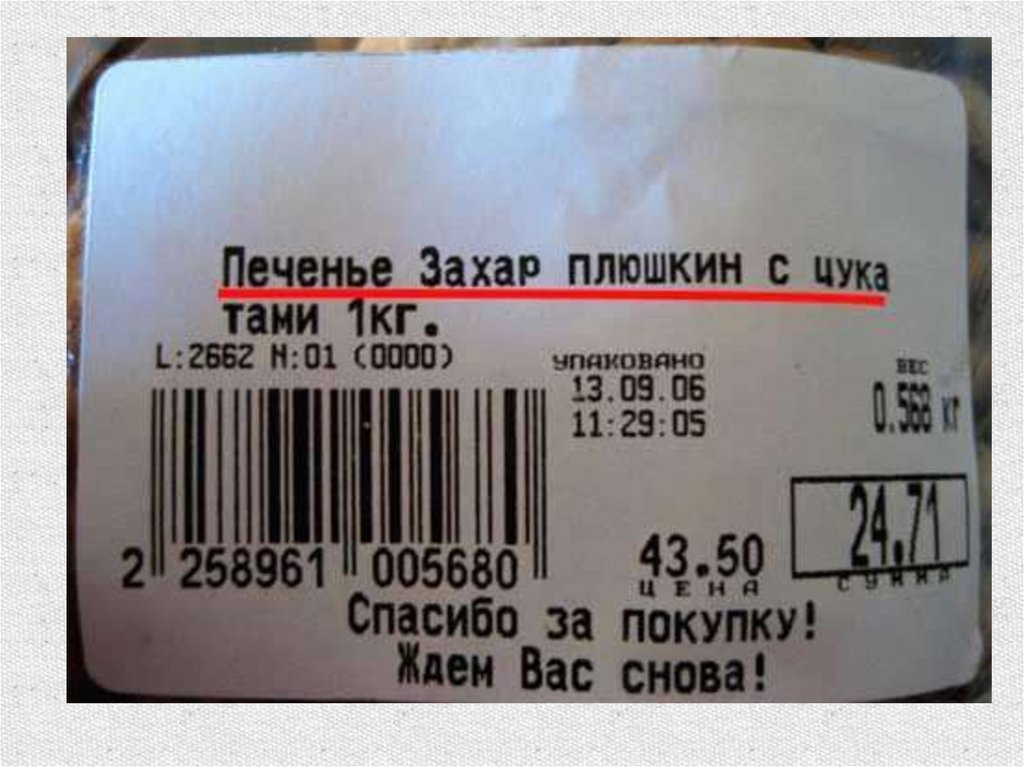 Печенье Захар плюшкин с цука
тами 1кг.
L:2662 N:01 (0000)
УПАКОВАНО
13.09.06
11:29:05
ВЕС
0.568 кг
2 258961 005680
43.50
ЦЕНА
24.71
СУММА
Спасибо за покупку!
Ждем Вас снова!